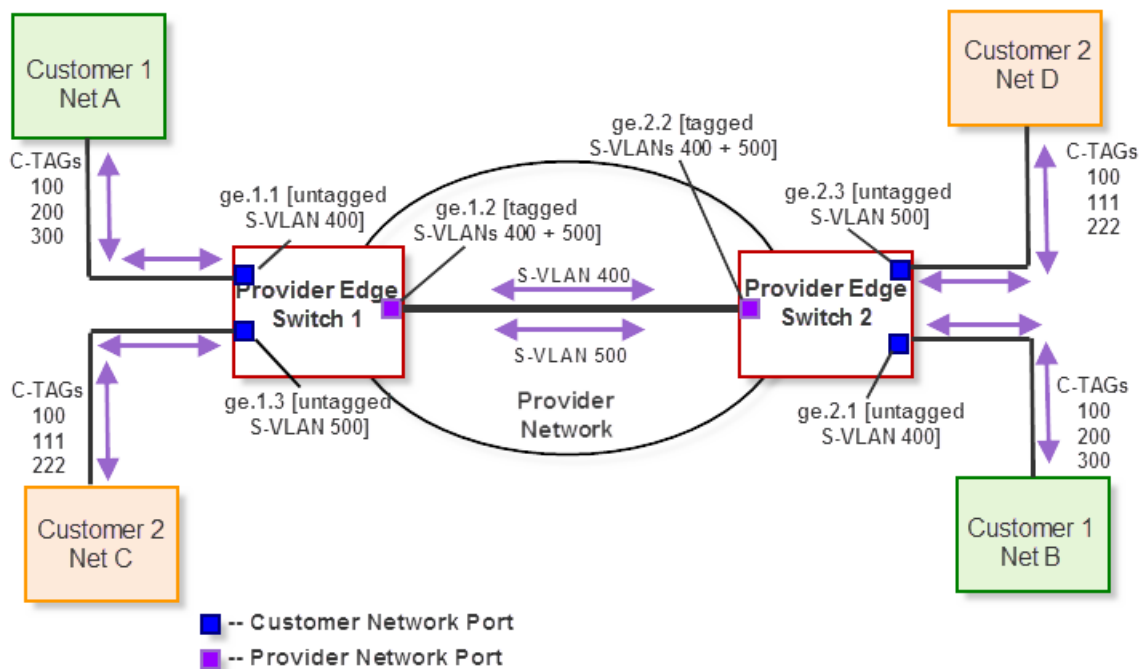 Customer 1
Net A
Customer 2
Net D
ge.2.2 [tagged
S-VLANs 400 + 500]
C-TAGs
100
200
300
C-TAGs
100
111
222
ge.1.1 [untagged
S-VLAN 400]
ge.1.2 [tagged
S-VLANs 400 + 500]
ge.2.3 [untagged
S-VLAN 500]
Provider Edge
Switch 1
S-VLAN 400
Provider Edge
Switch 2
S-VLAN 500
C-TAGs
100
111
222
ge.1.3 [untagged
S-VLAN 500]
Provider
Network
ge.2.1 [untagged
S-VLAN 400]
C-TAGs
100
200
300
Customer 2
Net C
Customer 1
Net B
-- Customer Network Port
-- Provider Network Port